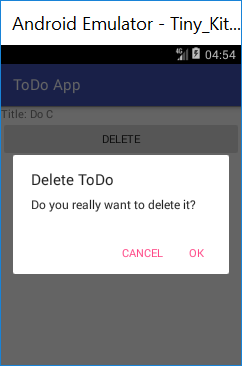 Android Emulator - Tiny_Kit...
04:54
ToDo App
Title: Do C
DELETE
Delete ToDo
Do you really want to delete it?
CANCEL OK